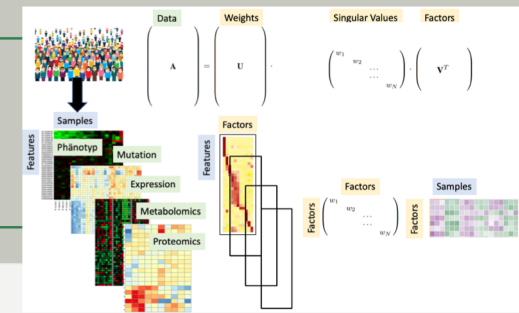 Data
Weights
Singular Values
Factors
A
=
U
·
w1
w2
...
...
wN
·
V^T
Samples
Features
Phänotyp
Mutation
Expression
Metabolomics
Proteomics
Factors
Features
Factors
Factors
w1
w2
...
...
wN
Samples
Factors